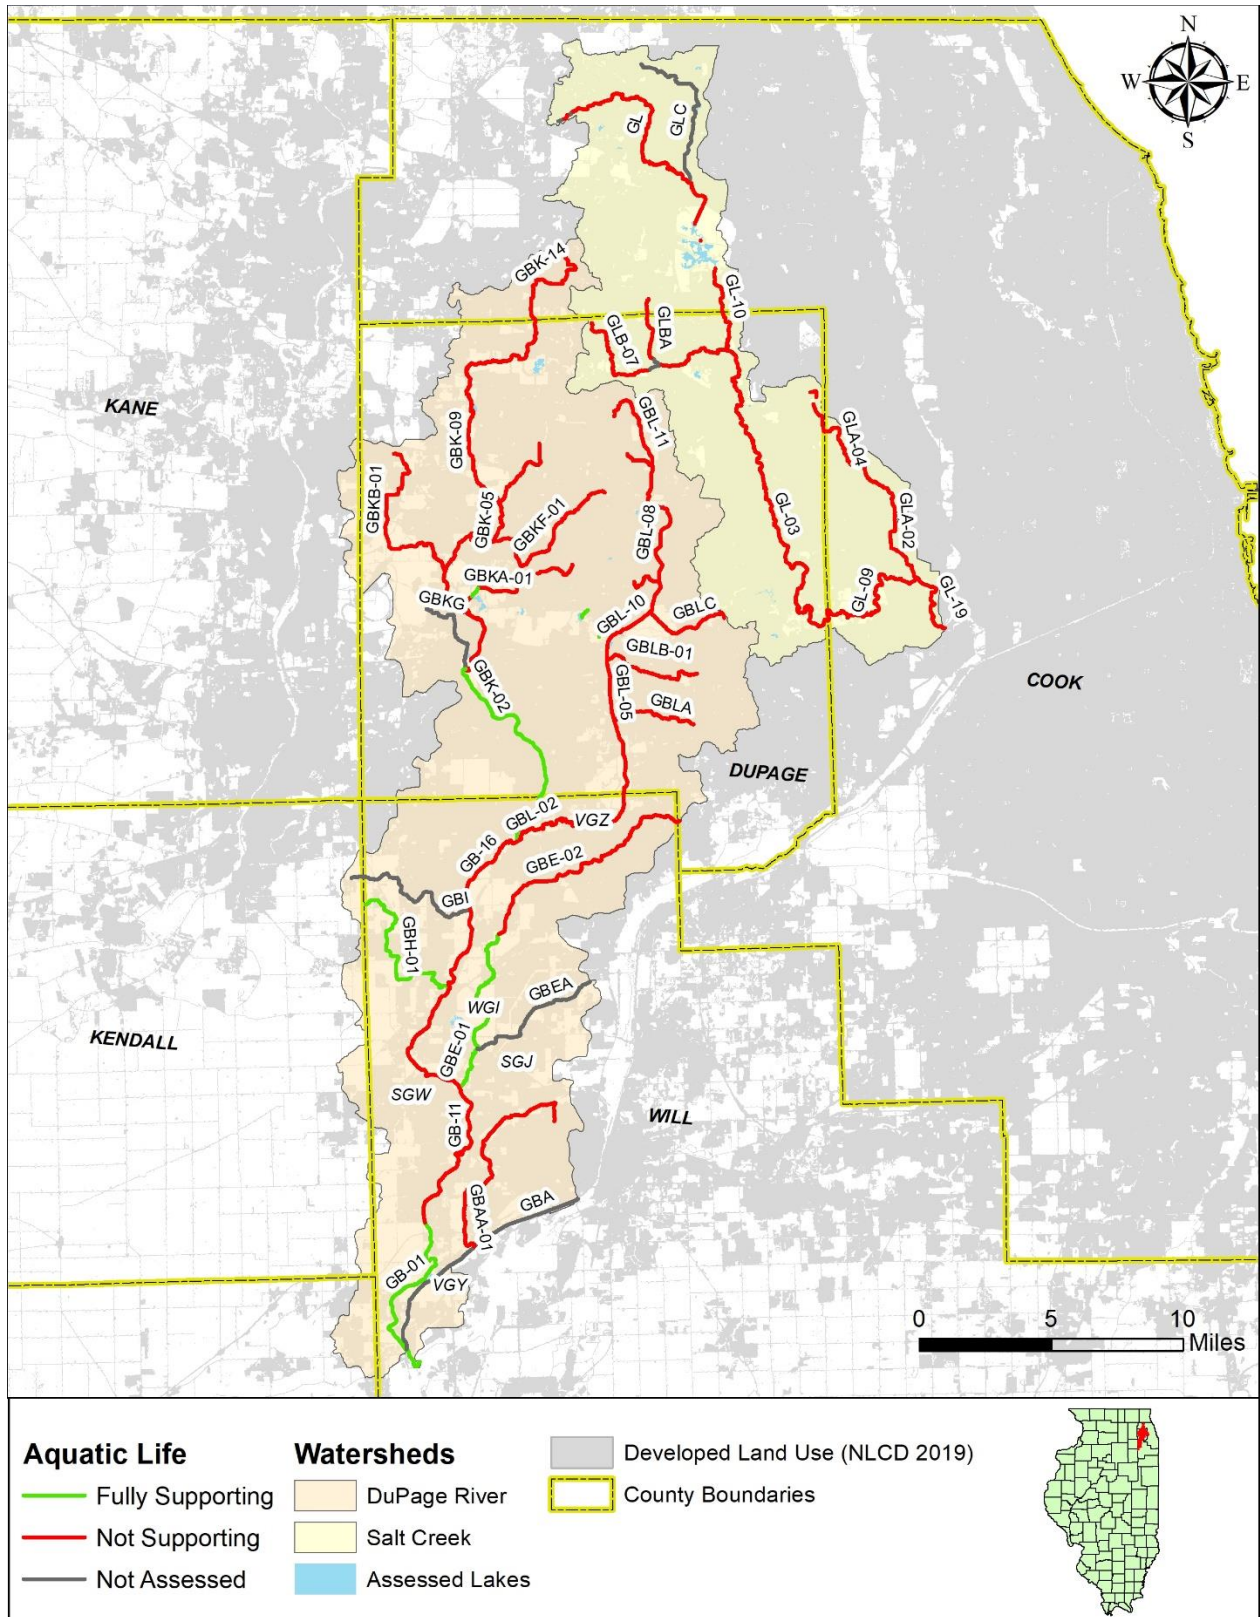 N
W
E
S
GL
GLC
GBK-14
GL-10
GLB-07
GLBA
KANE
GBK-09
GBL-11
GLA-04
GBKB-01
GBK-05
GBKF-01
GBL-08
GL-03
GLA-02
GBKA-01
GBKG
GBL-10
GBLC
GL-09
GL-19
GBLB-01
GBK-02
GBL-05
GBLA
COOK
DUPAGE
GBL-02
VGZ
GB-16
GBE-02
GBI
GBH-01
GBEA
WGI
KENDALL
GBE-01
SGJ
SGW
GB-11
WILL
GBAA-01
GBA
GB-01
VGY
0 5 10
Miles
Aquatic Life
Fully Supporting
Not Supporting
Not Assessed
Watersheds
DuPage River
Salt Creek
Assessed Lakes
Developed Land Use (NLCD 2019)
County Boundaries